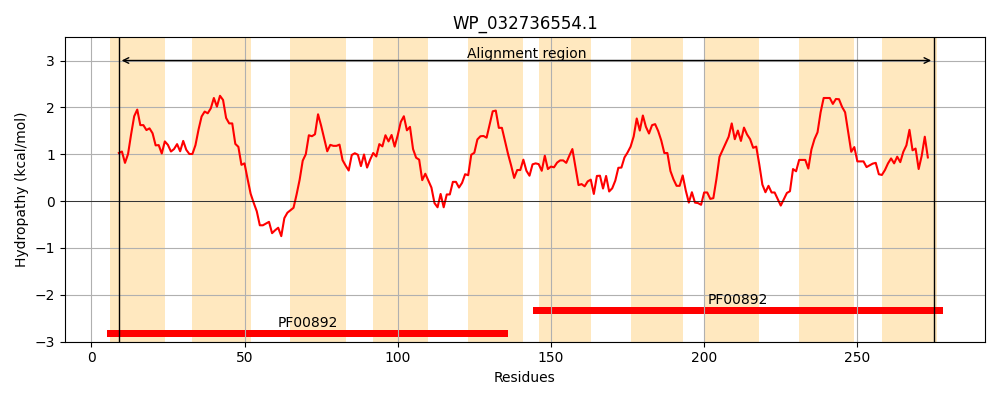 WP_032736554.1
Alignment region
Hydropathy (kcal/mol)
3
2
1
0
−1
−2
−3
PF00892
PF00892
0 50 100 150 200 250
Residues